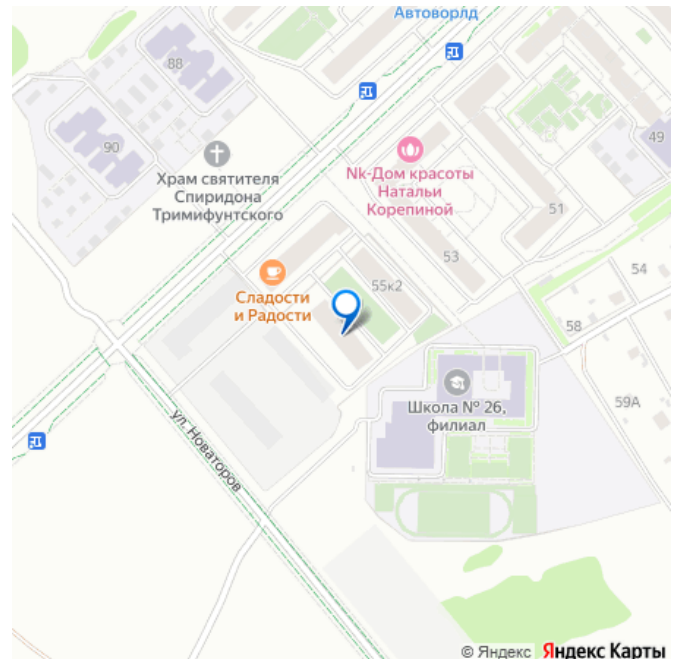 Автоворлд
88
90
49
Храм святителя
Спиридона
Тримифунтского
Nk-Дом красоты
Натальи
Корепиной
51
53
54
55к2
Сладости
и Радости
58
59А
Школа № 26,
филиал
ул. Новаторов
© Яндекс Яндекс Карты